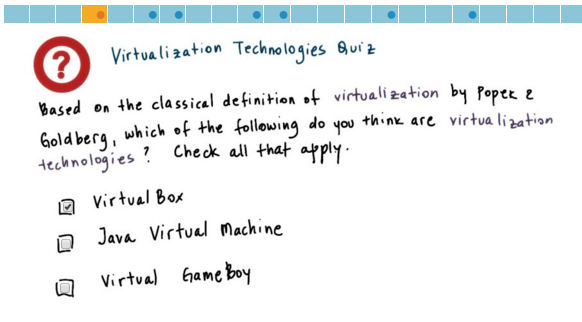 ?
Virtualization Technologies Quiz
Based on the classical definition of virtualization by Popek &
Goldberg, which of the following do you think are virtualization
technologies? Check all that apply.
Virtual Box
Java Virtual Machine
Virtual GameBoy